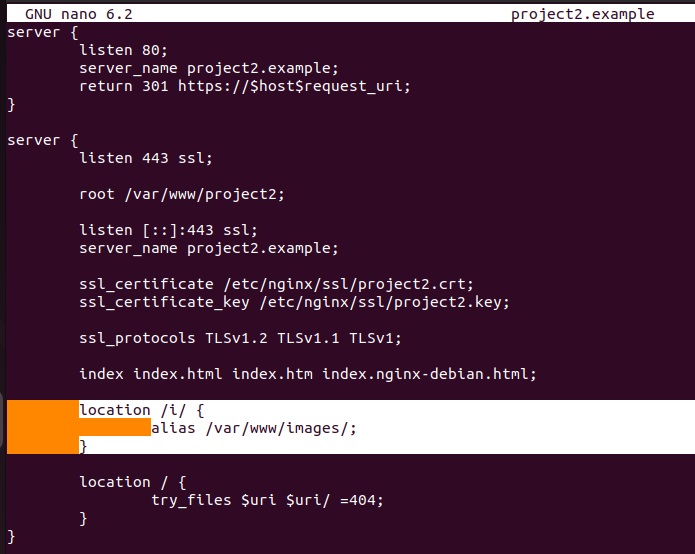 GNU nano 6.2 project2.example
server {
listen 80;
server_name project2.example;
return 301 https://$host$request_uri;
}
server {
listen 443 ssl;
root /var/www/project2;
listen [::]:443 ssl;
server_name project2.example;
ssl_certificate /etc/nginx/ssl/project2.crt;
ssl_certificate_key /etc/nginx/ssl/project2.key;
ssl_protocols TLSv1.2 TLSv1.1 TLSv1;
index index.html index.htm index.nginx-debian.html;
location /i/ {
alias /var/www/images/;
}
location / {
try_files $uri $uri/ =404;
}
}